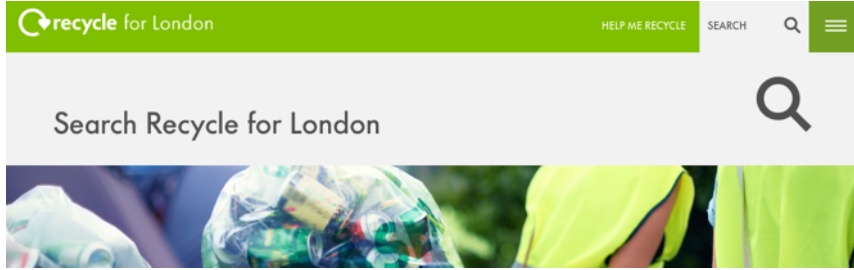 recycle for London
HELP ME RECYCLE
SEARCH
Search Recycle for London